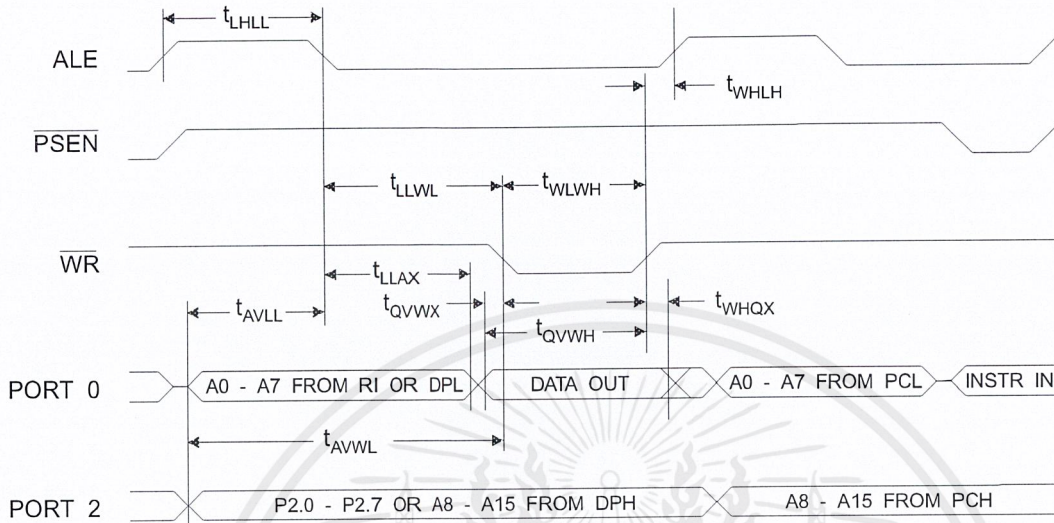 tLHLL
ALE
tWHLH
PSEN
tLLWL
tWLWH
WR
tLLAX
tQVWX
tWHQX
tAVLL
tQVWH
PORT 0
A0 - A7 FROM RI OR DPL
DATA OUT
A0 - A7 FROM PCL
INSTR IN
tAVWL
PORT 2
P2.0 - P2.7 OR A8 - A15 FROM DPH
A8 - A15 FROM PCH